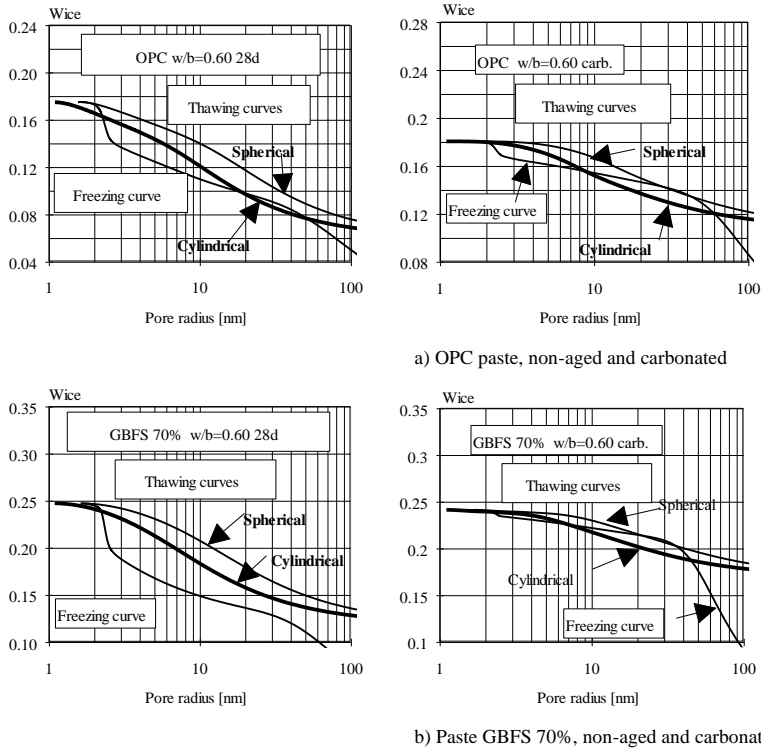 Wice
0.24
0.20
0.16
0.12
0.08
0.04
OPC w/b=0.60 28d
Thawing curves
Spherical
Freezing curve
Cylindrical
1
10
100
Pore radius [nm]
Wice
0.28
0.24
0.20
0.16
0.12
0.08
OPC w/b=0.60 carb.
Thawing curves
Spherical
Freezing curve
Cylindrical
1
10
100
Pore radius [nm]
a) OPC paste, non-aged and carbonated
Wice
0.35
0.30
0.25
0.20
0.15
0.10
GBFS 70% w/b=0.60 28d
Thawing curves
Spherical
Cylindrical
Freezing curve
1
10
100
Pore radius [nm]
Wice
0.35
0.3
0.25
0.2
0.15
0.1
GBFS 70% w/b=0.60 carb.
Thawing curves
Spherical
Cylindrical
Freezing curve
1
10
100
Pore radius [nm]
b) Paste GBFS 70%, non-aged and carbonat